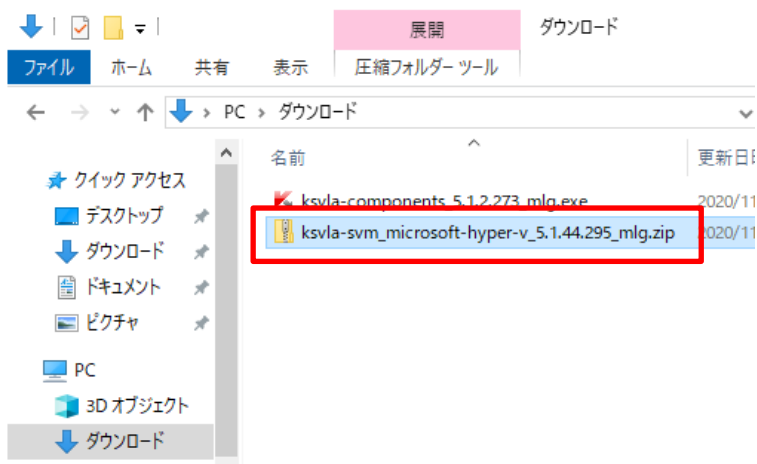 展開 ダウンロード
ファイル ホーム 共有 表示 圧縮フォルダー ツール
PC ダウンロード
名前 更新日
クイック アクセス
デスクトップ
ダウンロード
ドキュメント
ピクチャ
PC
3D オブジェクト
ダウンロード
ksvla-components_5.1.2.273_mlg.exe 2020/11
ksvla-svm_microsoft-hyper-v_5.1.44.295_mlg.zip 2020/11